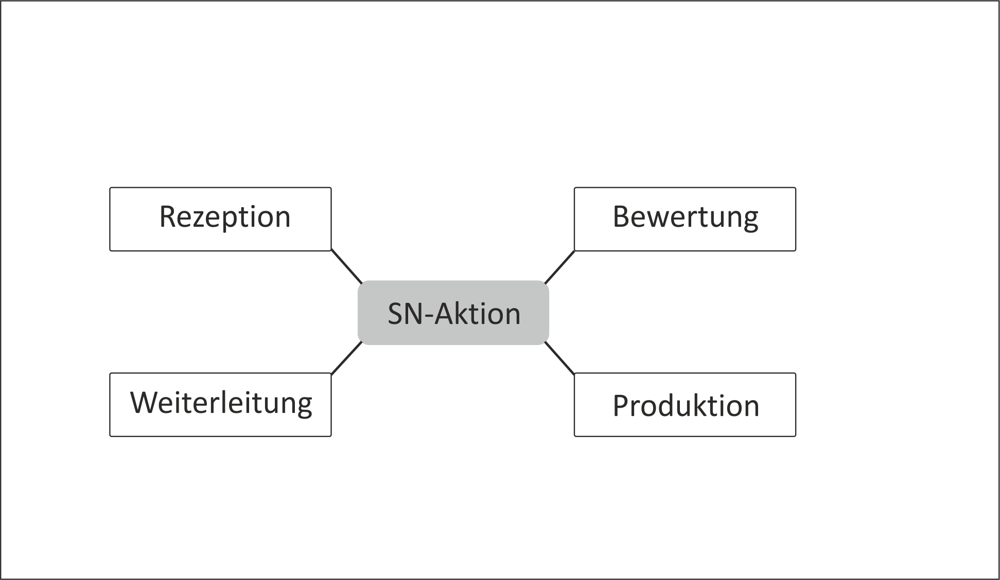 Rezeption
Bewertung
SN-Aktion
Weiterleitung
Produktion